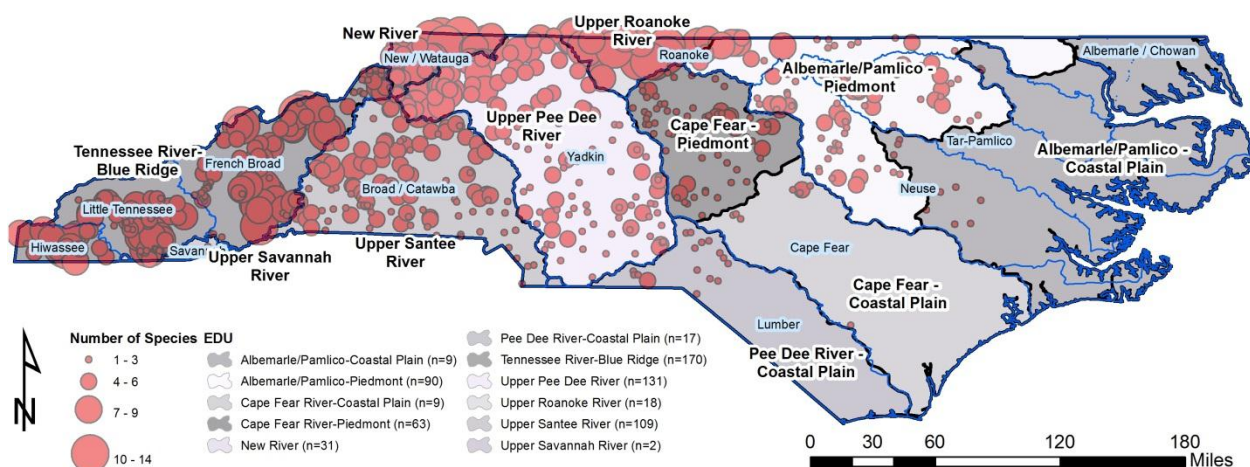 Upper Roanoke
River
New River
New / Watauga
Roanoke
Albemarle / Chowan
Albemarle/Pamlico -
Piedmont
Upper Pee Dee
River
Cape Fear -
Piedmont
Tennessee River-
Blue Ridge
French Broad
Yadkin
Tar-Pamlico
Albemarle/Pamlico -
Coastal Plain
Broad / Catawba
Neuse
Little Tennessee
Hiwassee
Upper Savannah
River
Upper Santee
River
Cape Fear
Cape Fear -
Coastal Plain
Lumber
Pee Dee River -
Coastal Plain
N
Number of Species
1 - 3
4 - 6
7 - 9
10 - 14
EDU
Albemarle/Pamlico-Coastal Plain (n=9)
Albemarle/Pamlico-Piedmont (n=90)
Cape Fear River-Coastal Plain (n=9)
Cape Fear River-Piedmont (n=63)
New River (n=31)
Pee Dee River-Coastal Plain (n=17)
Tennessee River-Blue Ridge (n=170)
Upper Pee Dee River (n=131)
Upper Roanoke River (n=18)
Upper Santee River (n=109)
Upper Savannah River (n=2)
0 30 60 120 180
Miles